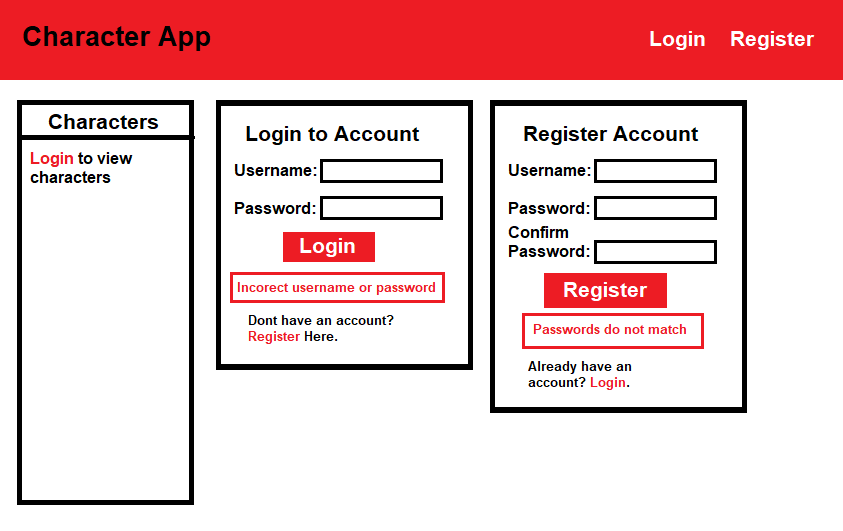 Character App
Login
Register
Characters
Login to view
characters
Login to Account
Username:
Password:
Login
Incorect username or password
Dont have an account?
Register Here.
Register Account
Username:
Password:
Confirm
Password:
Register
Passwords do not match
Already have an
account? Login.